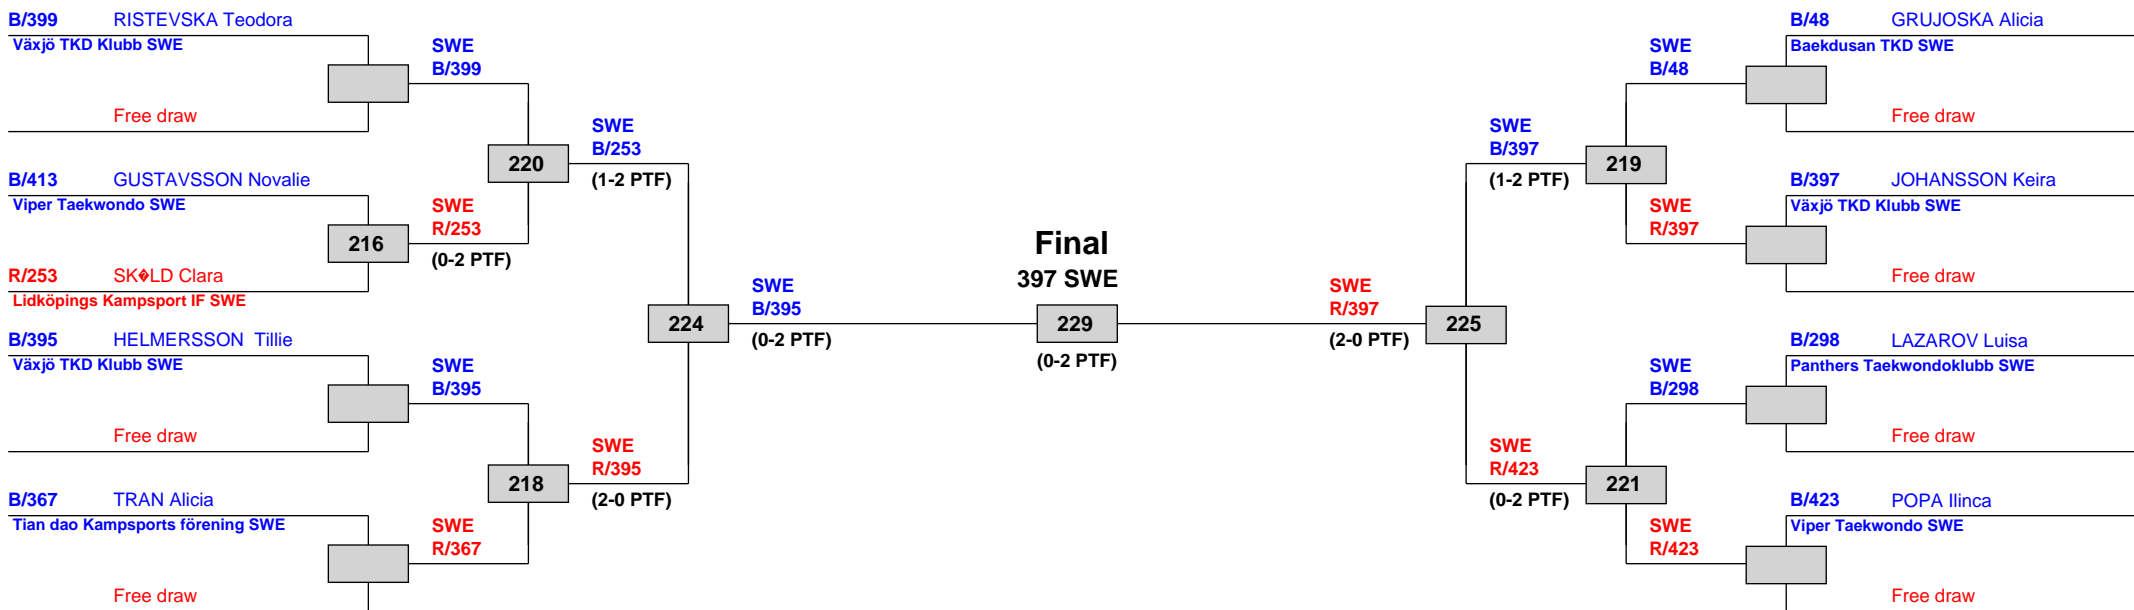 B/399 RISTEVSKA Teodora
Växjö TKD Klubb SWE
Free draw
B/413 GUSTAVSSON Novalie
Viper Taekwondo SWE
216
R/253 SK�LD Clara
Lidköpings Kampsport IF SWE
B/395 HELMERSSON Tillie
Växjö TKD Klubb SWE
Free draw
B/367 TRAN Alicia
Tian dao Kampsports förening SWE
Free draw
SWE
B/399
220
SWE
R/253
(0-2 PTF)
SWE
B/395
218
SWE
R/367
SWE
B/253
(1-2 PTF)
224
SWE
R/395
(2-0 PTF)
SWE
B/395
(0-2 PTF)
Final
397 SWE
229
(0-2 PTF)
SWE
R/397
(2-0 PTF)
225
SWE
B/397
(1-2 PTF)
SWE
R/423
(0-2 PTF)
SWE
B/48
219
SWE
R/397
SWE
B/298
221
SWE
R/423
B/48 GRUJOSKA Alicia
Baekdusan TKD SWE
Free draw
B/397 JOHANSSON Keira
Växjö TKD Klubb SWE
Free draw
B/298 LAZAROV Luisa
Panthers Taekwondoklubb SWE
Free draw
B/423 POPA Ilinca
Viper Taekwondo SWE
Free draw